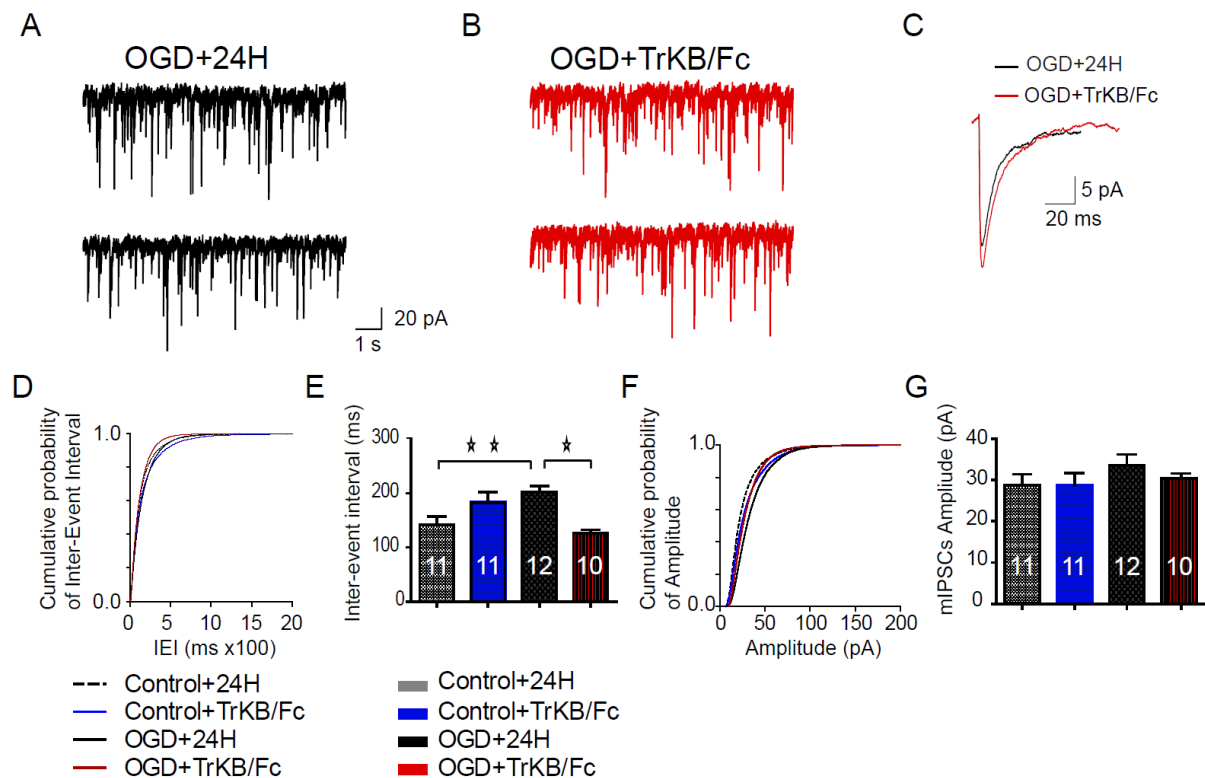 A
OGD+24H
B
OGD+TrKB/Fc
C
OGD+24H
OGD+TrKB/Fc
5 pA
20 ms
20 pA
1 s
D
Cumulative probability
of Inter-Event Interval
1.0
0.0
0 5 10 15 20
IEI (ms x100)
E
Inter-event interval (ms)
300
200
100
0
11 11 12 10
F
Cumulative probability
of Amplitude
1.0
0.0
0 50 100 150 200
Amplitude (pA)
G
mIPSCs Amplitude (pA)
40
30
20
10
0
11 11 12 10
Control+24H
Control+TrKB/Fc
OGD+24H
OGD+TrKB/Fc
Control+24H
Control+TrKB/Fc
OGD+24H
OGD+TrKB/Fc